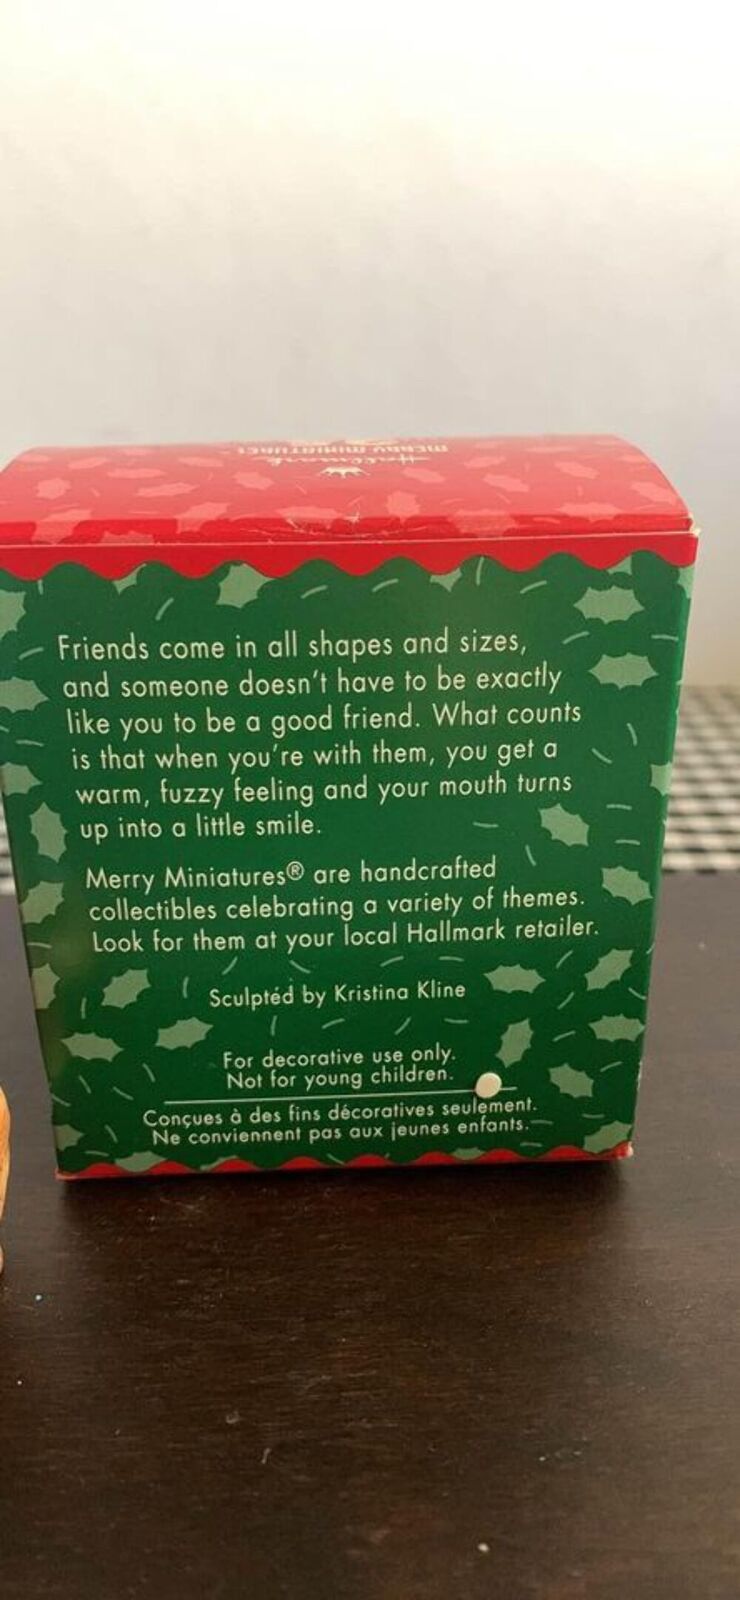 MERRY MINIATURES
Hallmark
Friends come in all shapes and sizes,
and someone doesn't have to be exactly
like you to be a good friend. What counts
is that when you're with them, you get a
warm, fuzzy feeling and your mouth turns
up into a little smile.
Merry Miniatures® are handcrafted
collectibles celebrating a variety of themes.
Look for them at your local Hallmark retailer.
Sculpted by Kristina Kline
For decorative use only.
Not for young children.
Conçues à des fins décoratives seulement.
Ne conviennent pas aux jeunes enfants.